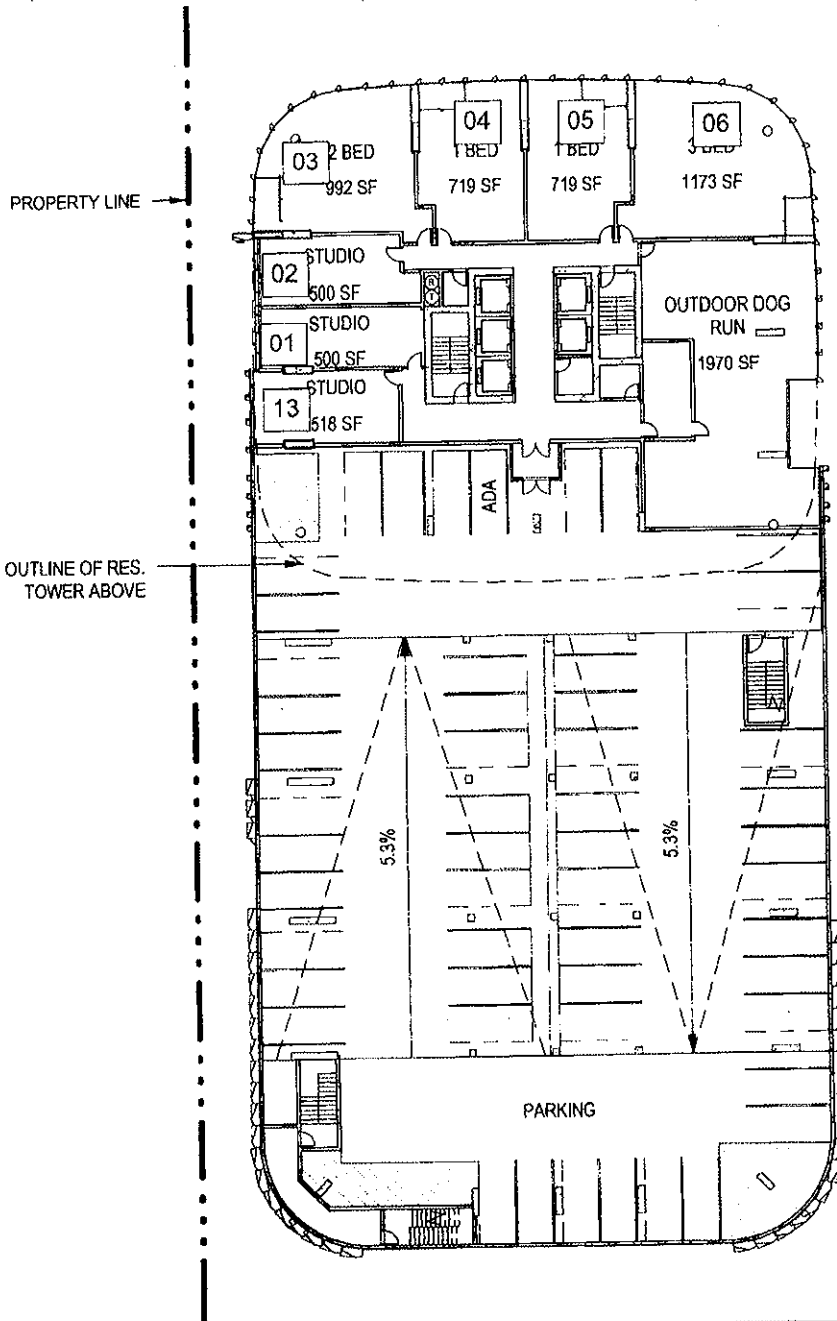 04
05
06
03
2 BED
1 BED
1 BED
3 BED
992 SF
719 SF
719 SF
1173 SF
PROPERTY LINE
02
STUDIO
500 SF
R
T
OUTDOOR DOG
RUN
1970 SF
01
STUDIO
500 SF
13
STUDIO
518 SF
ADA
OUTLINE OF RES.
TOWER ABOVE
5.3%
5.3%
PARKING